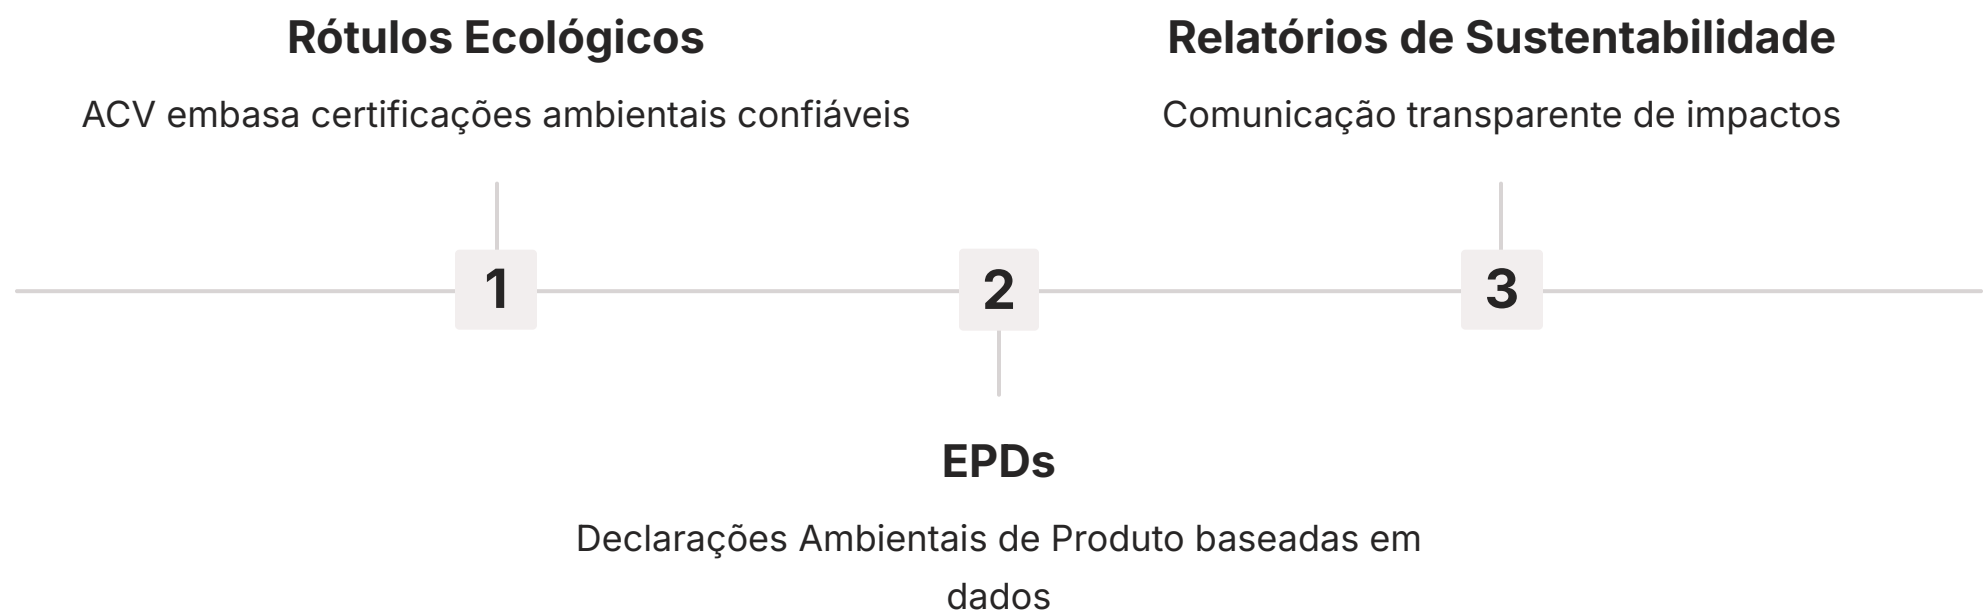 Rótulos Ecológicos
ACV embasa certificações ambientais confiáveis
Relatórios de Sustentabilidade
Comunicação transparente de impactos
1
2
3
EPDs
Declarações Ambientais de Produto baseadas em
dados